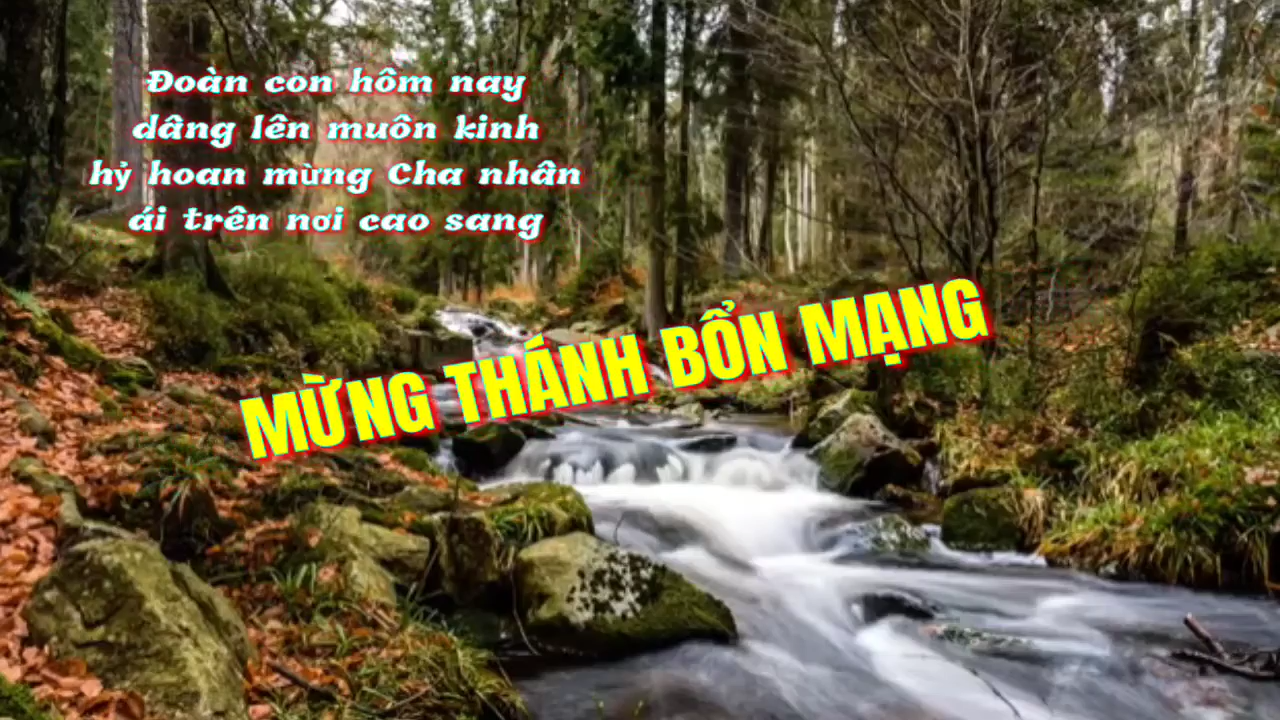 Đoàn con hôm nay
dâng lên muôn kinh
hỷ hoan mừng Cha nhân
ái trên nơi cao sang
MỪNG THÁNH BỔN MẠNG